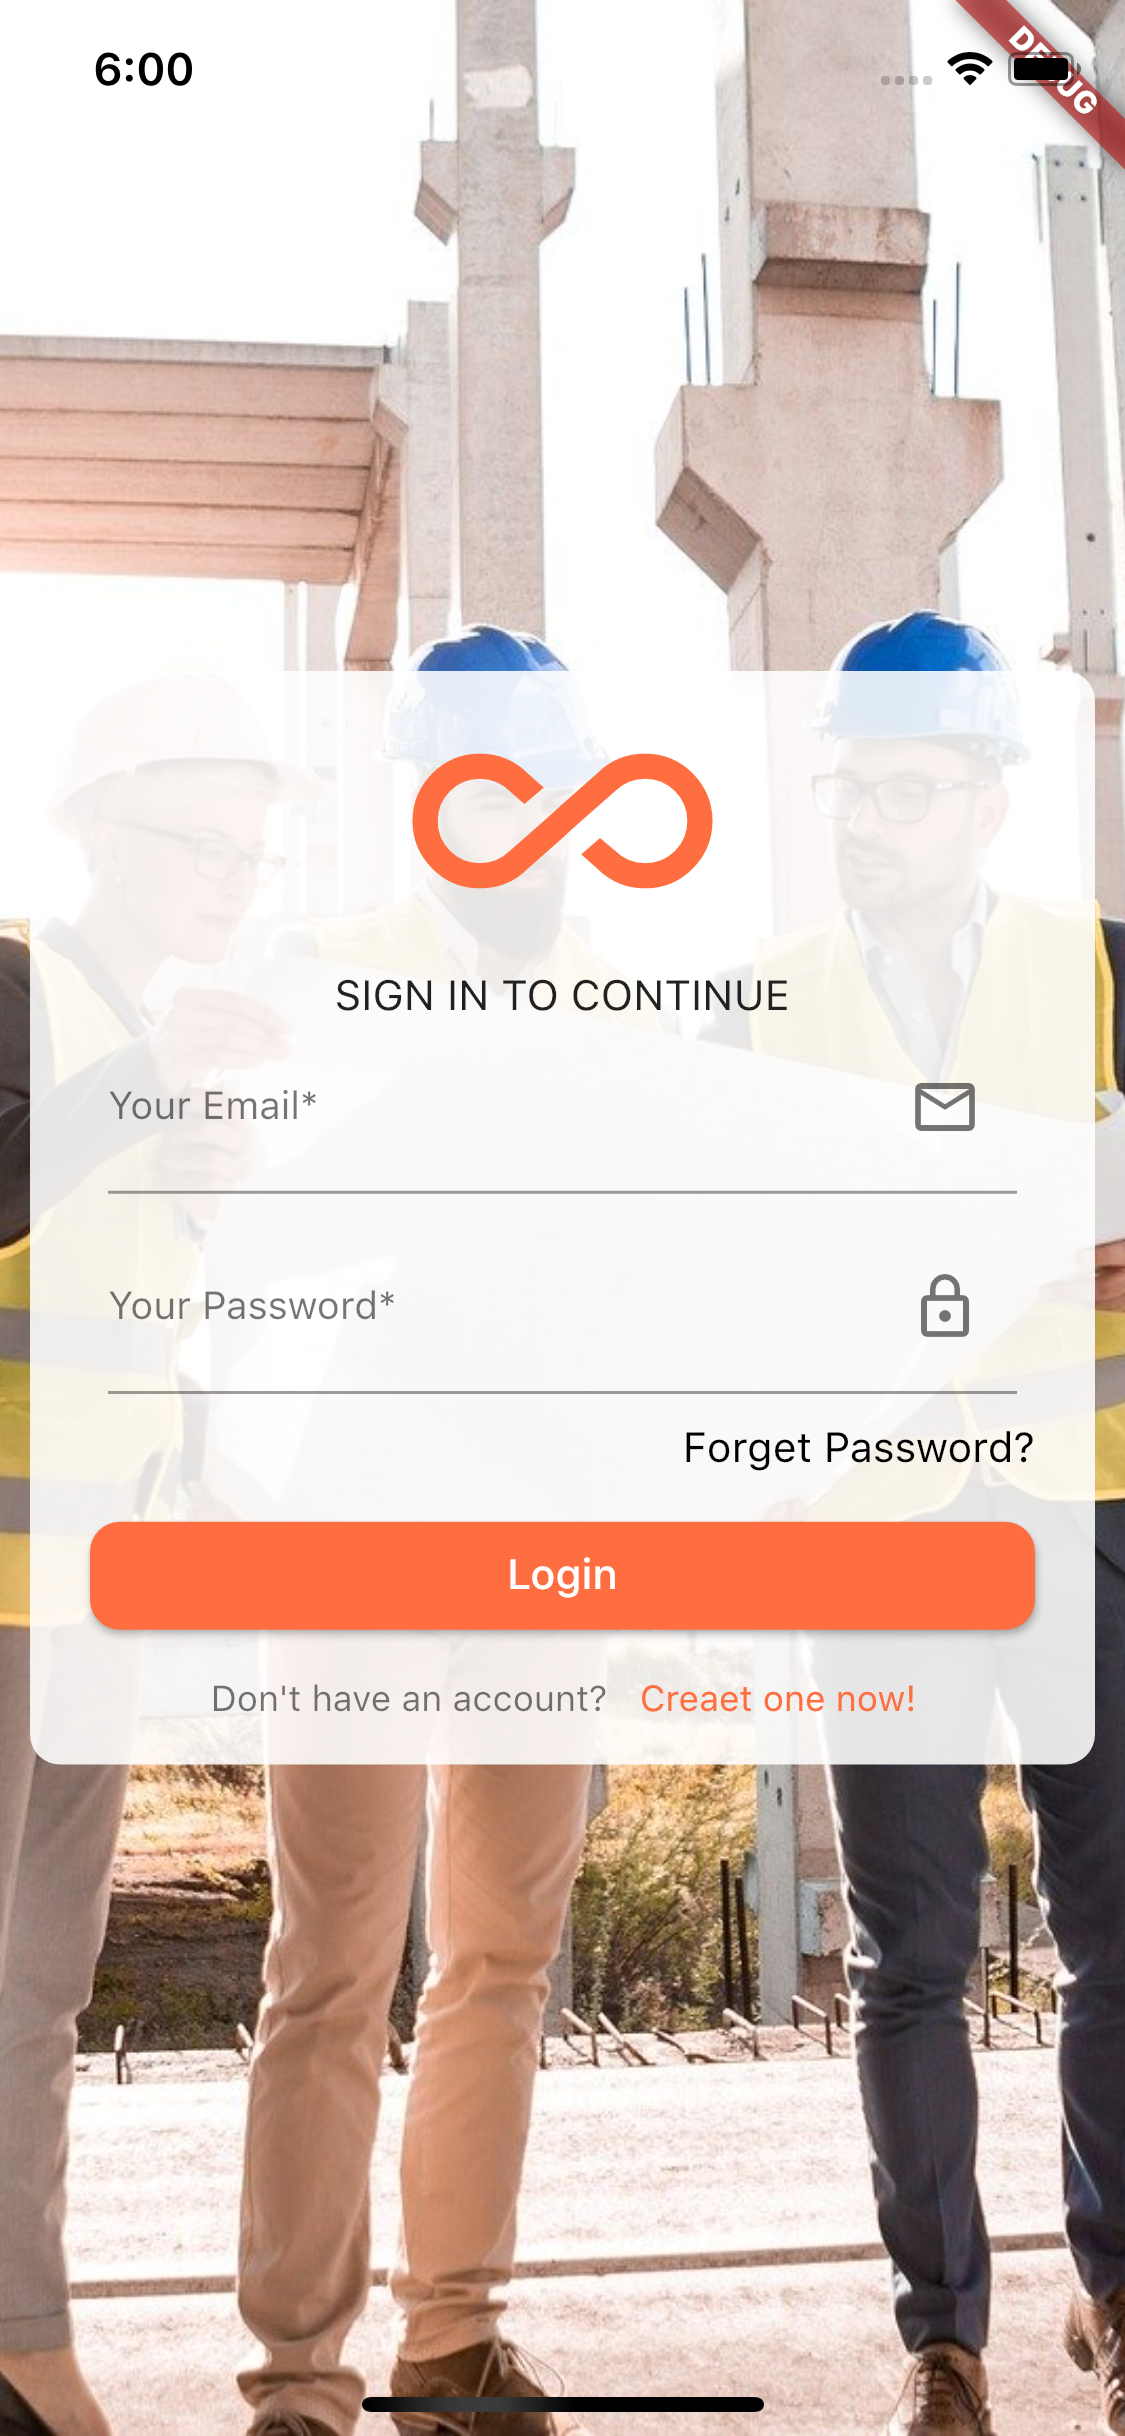 6:00
DEBUG
SIGN IN TO CONTINUE
Your Email*
Your Password*
Forget Password?
Login
Don't have an account? Creaet one now!